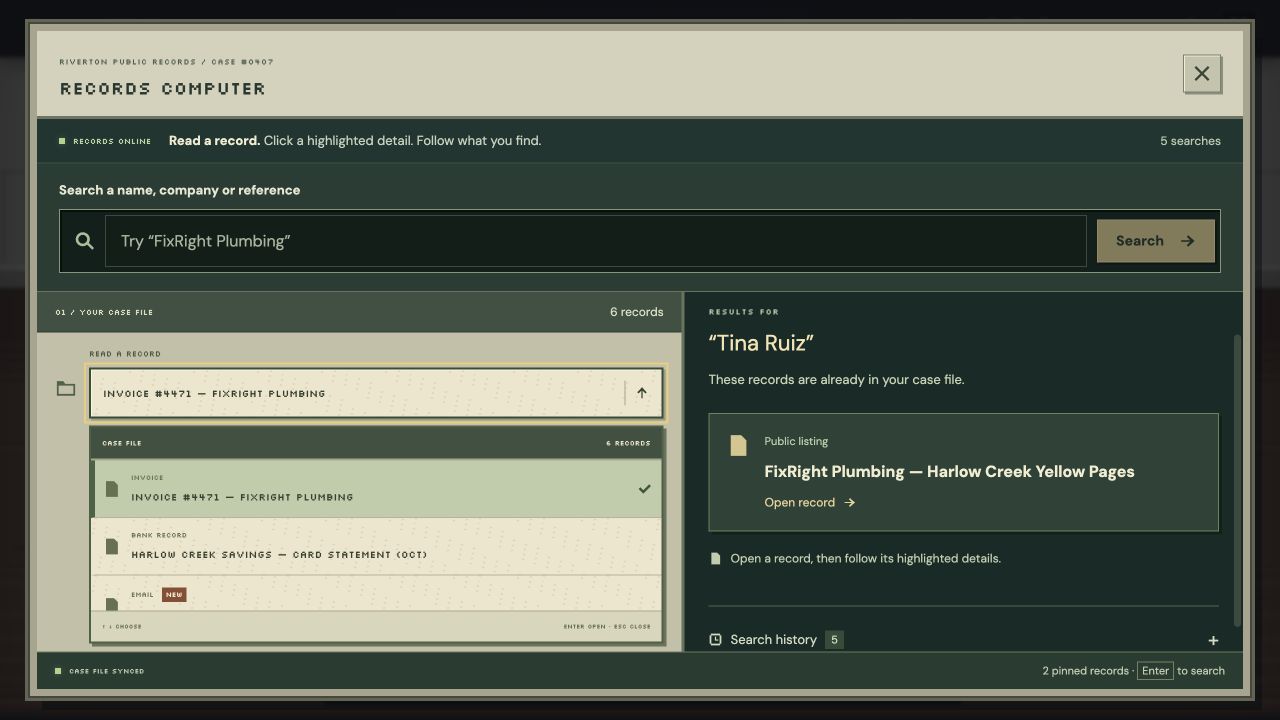 RIVERTON PUBLIC RECORDS / CASE #0407
RECORDS COMPUTER
RECORDS ONLINE
Read a record. Click a highlighted detail. Follow what you find.
5 searches
Search a name, company or reference
Try “FixRight Plumbing”
Search
01 / YOUR CASE FILE
6 records
READ A RECORD
INVOICE #4471 — FIXRIGHT PLUMBING
CASE FILE
6 RECORDS
INVOICE
INVOICE #4471 — FIXRIGHT PLUMBING
BANK RECORD
HARLOW CREEK SAVINGS — CARD STATEMENT (OCT)
EMAIL NEW
↑ ↓ CHOOSE
ENTER OPEN · ESC CLOSE
RESULTS FOR
“Tina Ruiz”
These records are already in your case file.
Public listing
FixRight Plumbing — Harlow Creek Yellow Pages
Open record →
Open a record, then follow its highlighted details.
Search history 5
CASE FILE SYNCED
2 pinned records · Enter to search